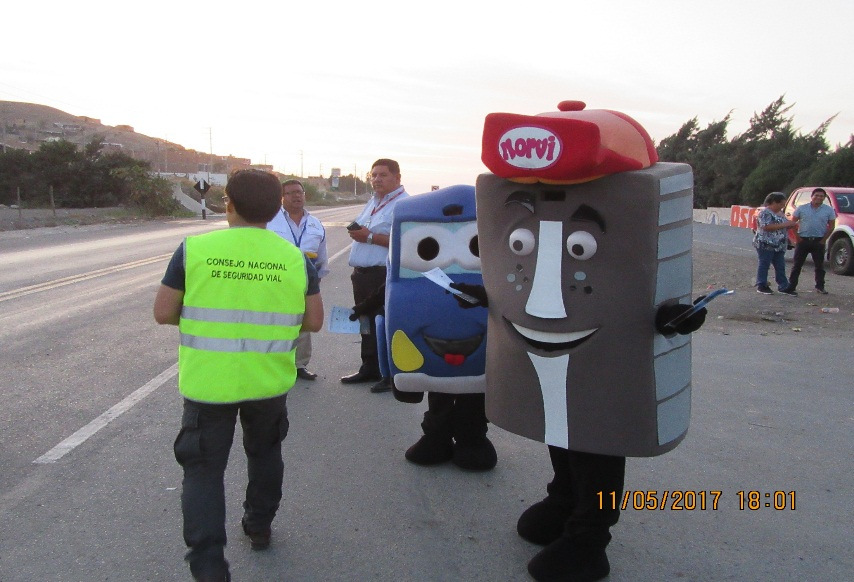 Norvi
CONSEJO NACIONAL
DE SEGURIDAD VIAL
11/05/2017 18:01